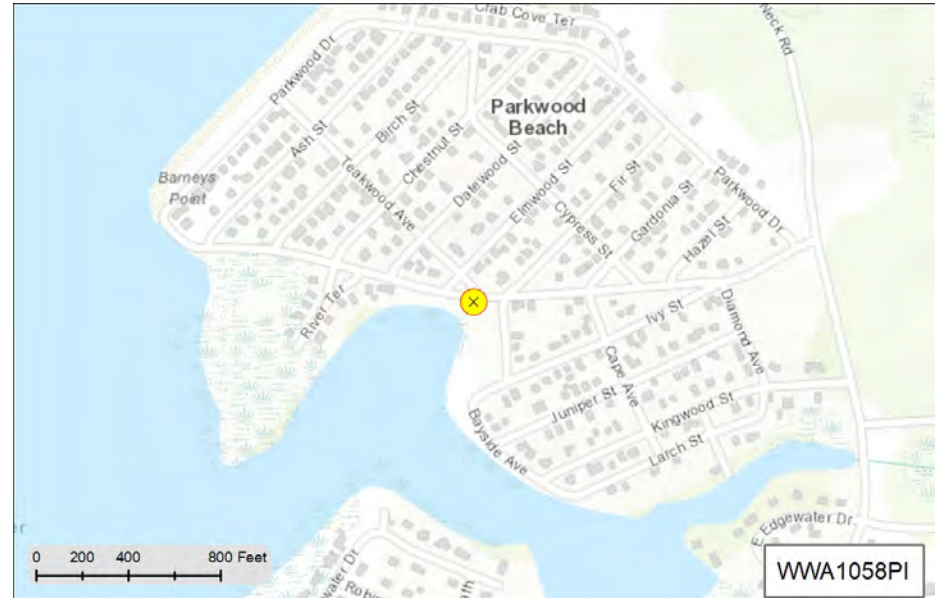 Crab Cove Ter
Neck Rd
Parkwood Dr
Parkwood
Beach
Ash St
Birch St
Chestnut St
Datewood St
Elmwood St
Fir St
Teakwood Ave
Cypress St
Gardonia St
Hazel St
Parkwood Dr
Barneys
Point
River Ter
Ivy St
Diamond Ave
Cape Ave
Juniper St
Kingwood St
Larch St
Bayside Ave
E Edgewater Dr
0 200 400 800 Feet
WWA1058PI